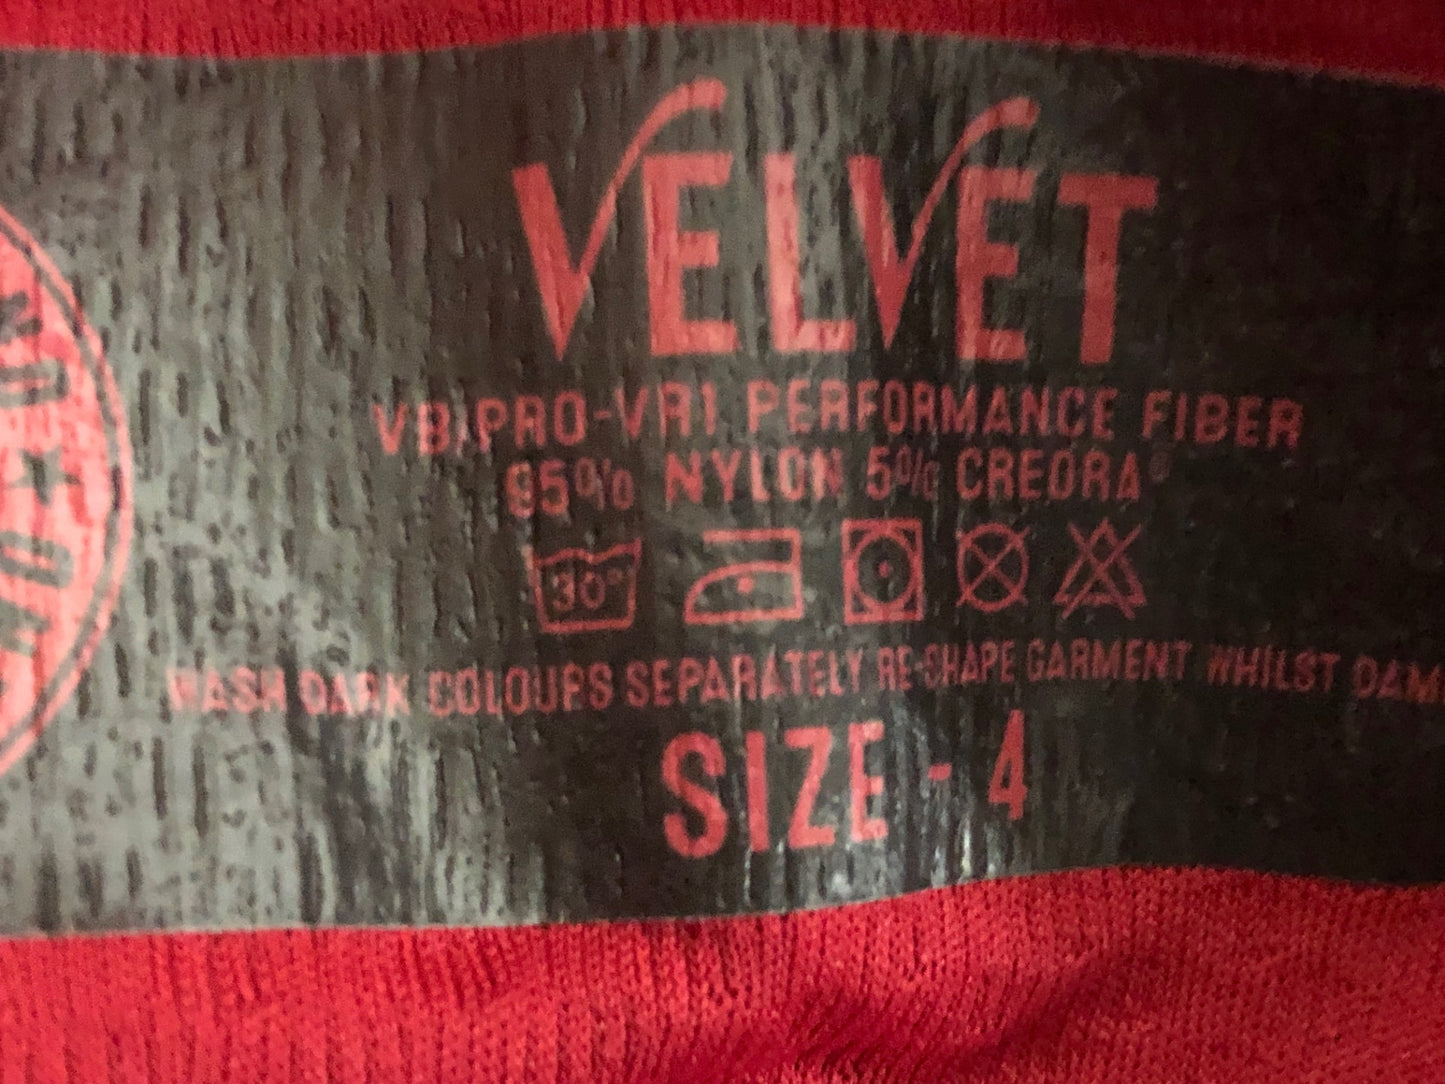 VELVET
VB/PRO-VR1 PERFORMANCE FIBER
95% NYLON 5% CREORA®
30°
WASH DARK COLOURS SEPARATELY RE-SHAPE GARMENT WHILST DAM
SIZE - 4